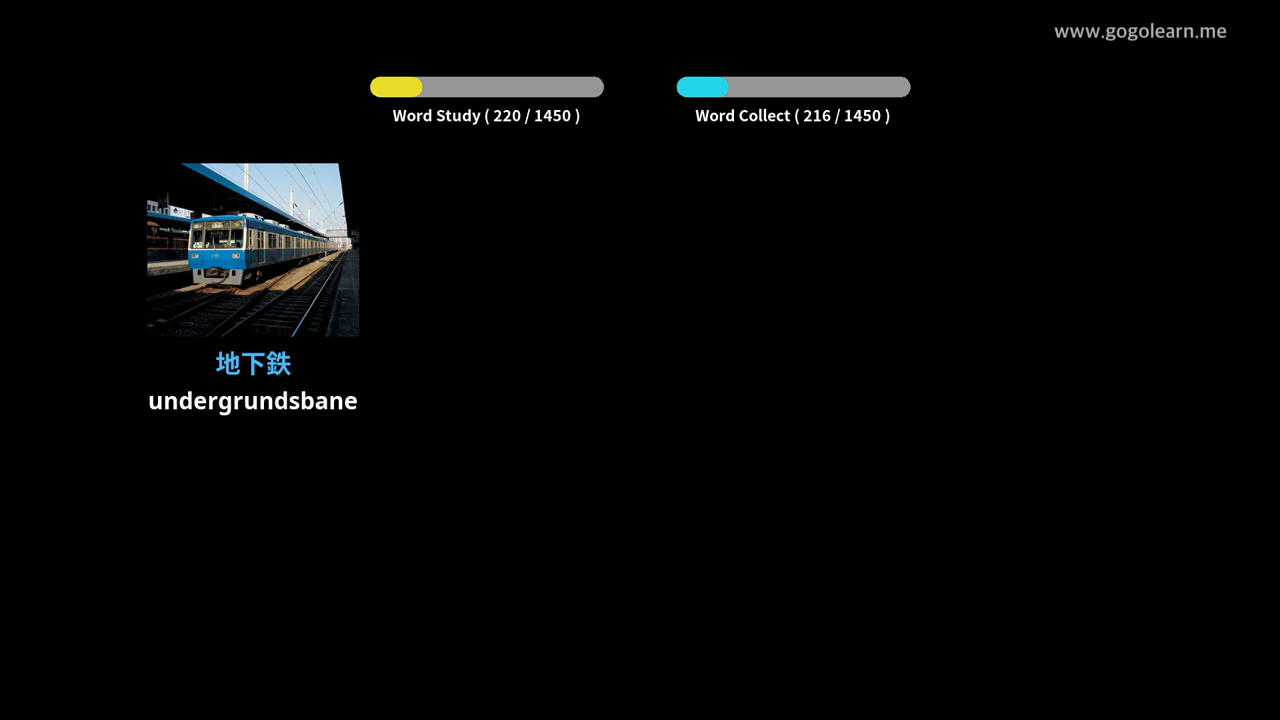 www.gogolearn.me
Word Study ( 220 / 1450 )
Word Collect ( 216 / 1450 )
地下鉄
undergrundsbane